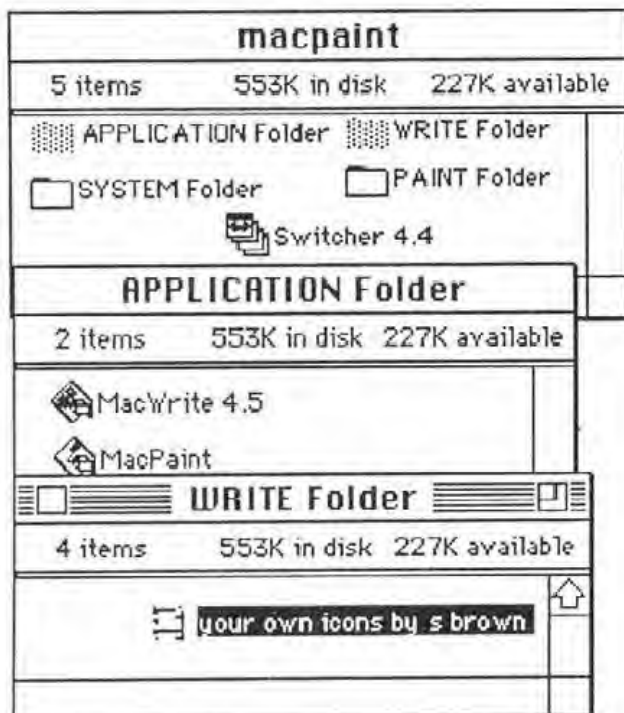 macpaint
5 items 553K in disk 227K available
APPLICATION Folder WRITE Folder
SYSTEM Folder PAINT Folder
Switcher 4.4
APPLICATION Folder
2 items 553K in disk 227K available
MacWrite 4.5
MacPaint
WRITE Folder
4 items 553K in disk 227K available
your own icons by s brown